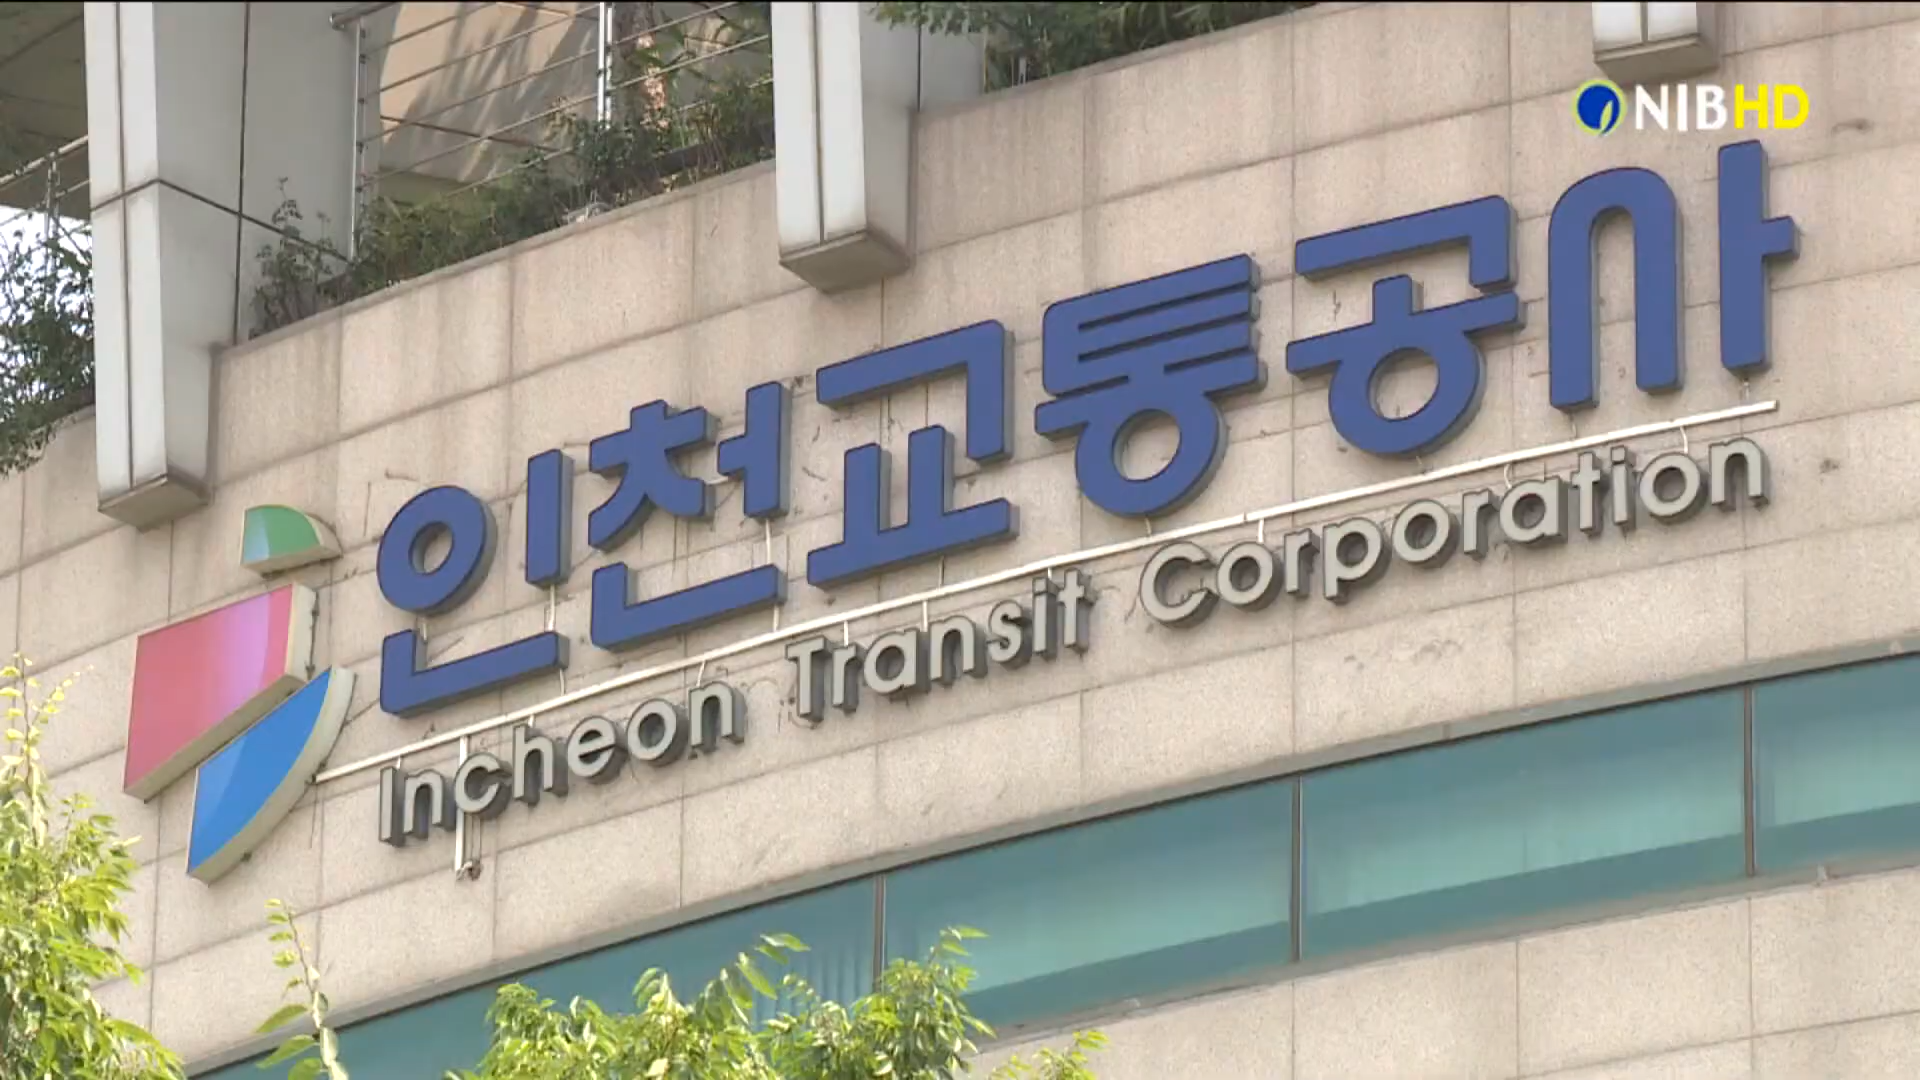 NIBHD
인천교통공사
Incheon Transit Corporation